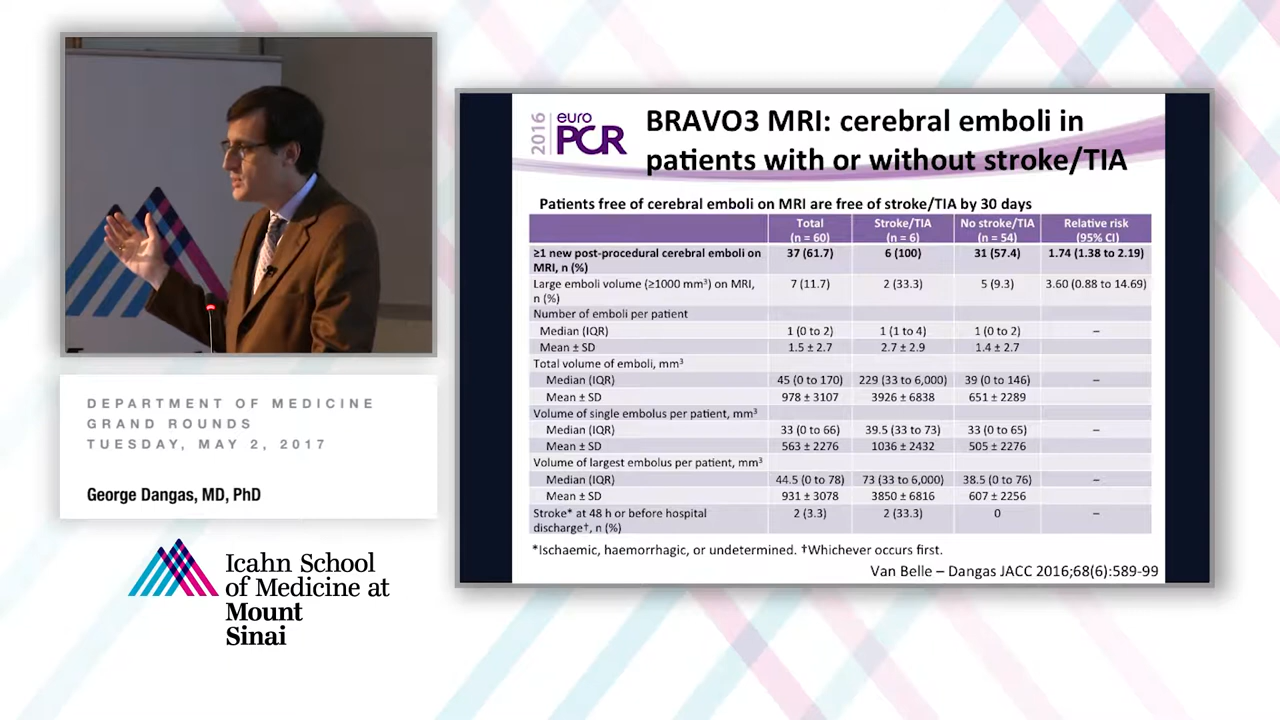 2016
euro
PCR
BRAVO3 MRI: cerebral emboli in
patients with or without stroke/TIA
Patients free of cerebral emboli on MRI are free of stroke/TIA by 30 days
Total (n = 60) Stroke/TIA (n = 6) No stroke/TIA (n = 54) Relative risk (95% CI)
≥1 new post-procedural cerebral emboli on MRI, n (%) 37 (61.7) 6 (100) 31 (57.4) 1.74 (1.38 to 2.19)
Large emboli volume (≥1000 mm³) on MRI, n (%) 7 (11.7) 2 (33.3) 5 (9.3) 3.60 (0.88 to 14.69)
Number of emboli per patient
Median (IQR) 1 (0 to 2) 1 (1 to 4) 1 (0 to 2) –
Mean ± SD 1.5 ± 2.7 2.7 ± 2.9 1.4 ± 2.7
Total volume of emboli, mm³
Median (IQR) 45 (0 to 170) 229 (33 to 6,000) 39 (0 to 146) –
Mean ± SD 978 ± 3107 3926 ± 6838 651 ± 2289
Volume of single embolus per patient, mm³
Median (IQR) 33 (0 to 66) 39.5 (33 to 73) 33 (0 to 65) –
Mean ± SD 563 ± 2276 1036 ± 2432 505 ± 2276
Volume of largest embolus per patient, mm³
Median (IQR) 44.5 (0 to 78) 73 (33 to 6,000) 38.5 (0 to 76) –
Mean ± SD 931 ± 3078 3850 ± 6816 607 ± 2256
Stroke* at 48 h or before hospital discharge†, n (%) 2 (3.3) 2 (33.3) 0 –
*Ischaemic, haemorrhagic, or undetermined. †Whichever occurs first.
Van Belle – Dangas JACC 2016;68(6):589-99
DEPARTMENT OF MEDICINE
GRAND ROUNDS
TUESDAY, MAY 2, 2017
George Dangas, MD, PhD
Icahn School
of Medicine at
Mount
Sinai